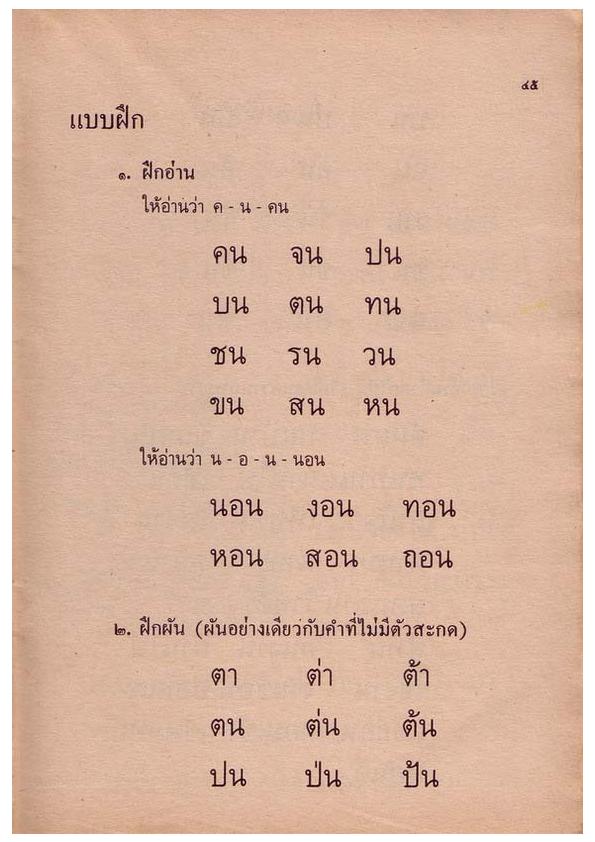 ๔๕
แบบฝึก
๑. ฝึกอ่าน
ให้อ่านว่า ค - น - คน
คน จน ปน
บน ตน ทน
ชน รน วน
ขน สน หน
ให้อ่านว่า น - อ - น - นอน
นอน งอน ทอน
หอน สอน ถอน
๒. ฝึกผัน (ผันอย่างเดียวกับคำที่ไม่มีตัวสะกด)
ตา ต่า ต้า
ตน ต่น ต้น
ปน ป่น ป้น